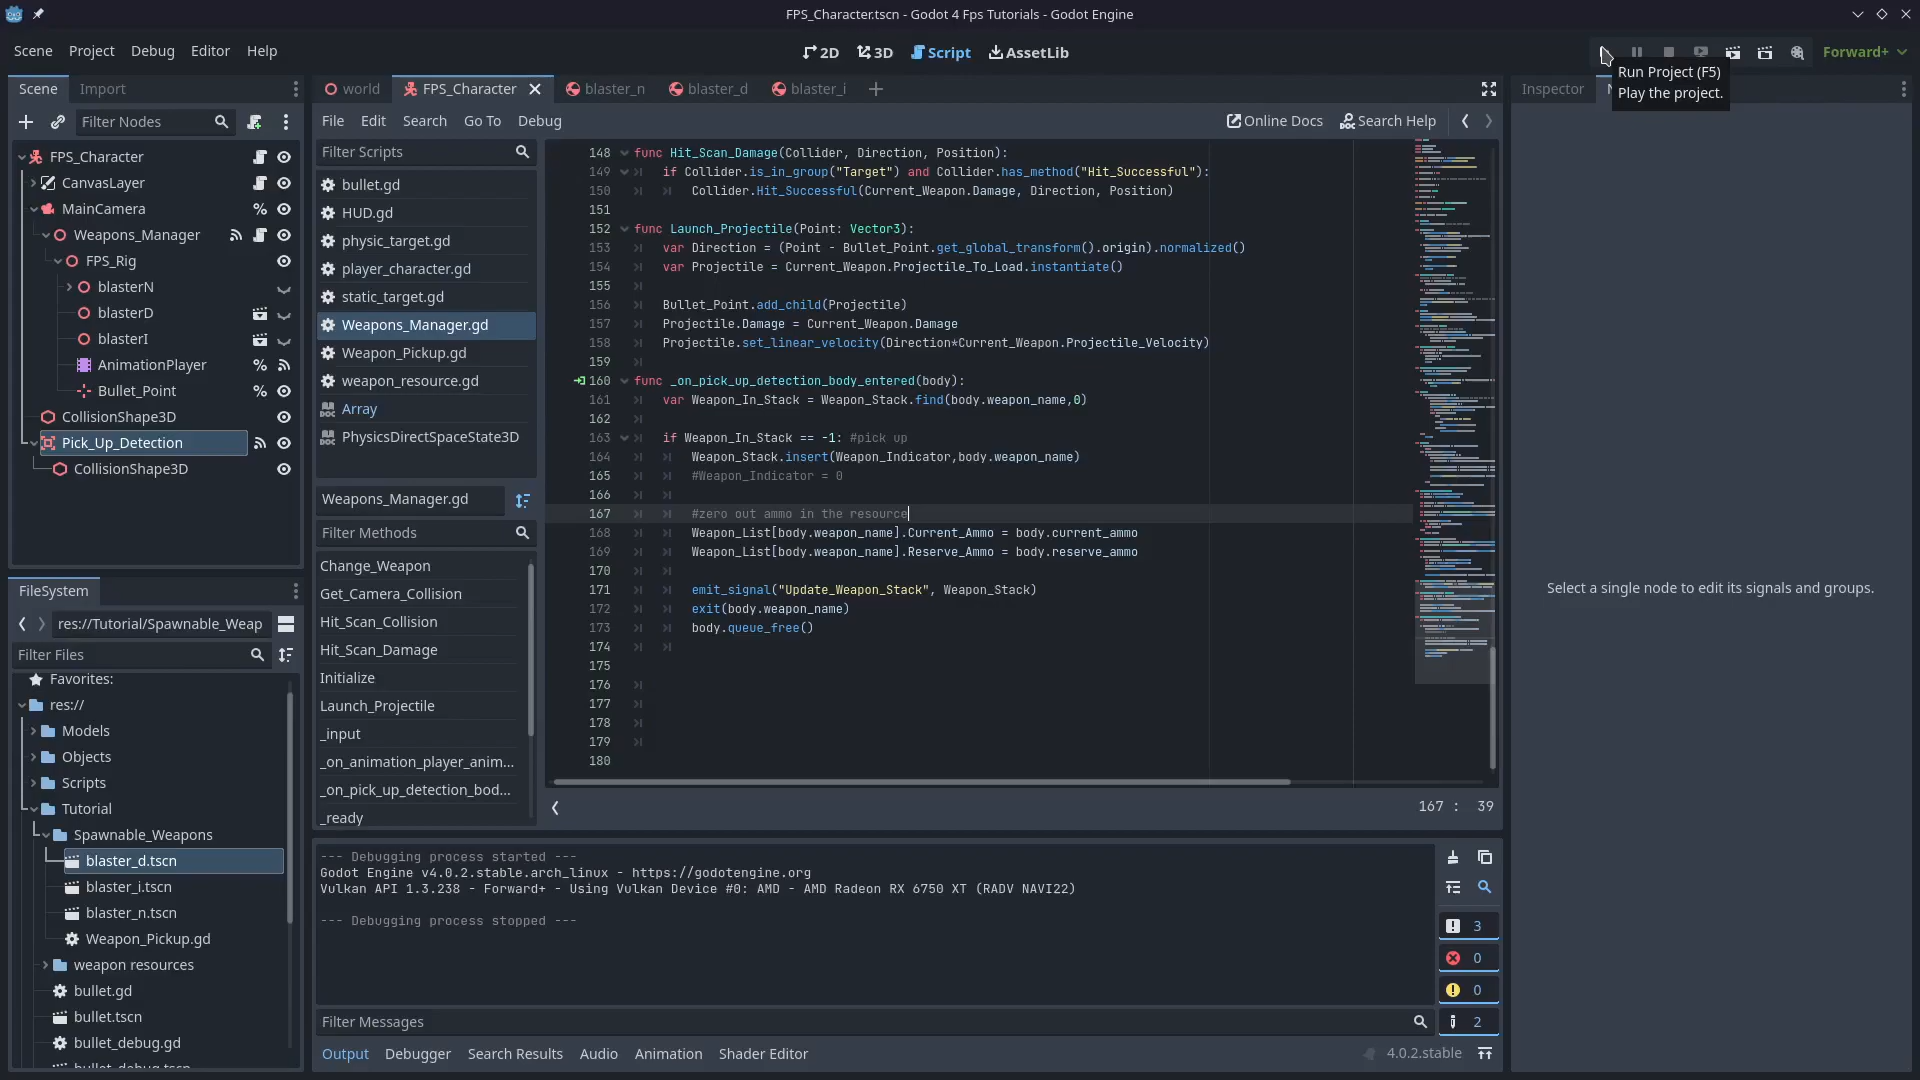 FPS_Character.tscn - Godot 4 Fps Tutorials - Godot Engine
Scene Project Debug Editor Help
2D 3D Script AssetLib
Forward+
Run Project (F5)
Play the project.
Scene Import
Filter Nodes
FPS_Character
CanvasLayer
MainCamera
Weapons_Manager
FPS_Rig
blasterN
blasterD
blasterI
AnimationPlayer
Bullet_Point
CollisionShape3D
Pick_Up_Detection
CollisionShape3D
FileSystem
res://Tutorial/Spawnable_Weap
Filter Files
Favorites:
res://
Models
Objects
Scripts
Tutorial
Spawnable_Weapons
blaster_d.tscn
blaster_i.tscn
blaster_n.tscn
Weapon_Pickup.gd
weapon resources
bullet.gd
bullet.tscn
bullet_debug.gd
bullet_debug.tscn
world FPS_Character blaster_n blaster_d blaster_i
File Edit Search Go To Debug
Online Docs Search Help
Filter Scripts
bullet.gd
HUD.gd
physic_target.gd
player_character.gd
static_target.gd
Weapons_Manager.gd
Weapon_Pickup.gd
weapon_resource.gd
Array
PhysicsDirectSpaceState3D
Weapons_Manager.gd
Filter Methods
Change_Weapon
Get_Camera_Collision
Hit_Scan_Collision
Hit_Scan_Damage
Initialize
Launch_Projectile
_input
_on_animation_player_anim...
_on_pick_up_detection_bod...
_ready
148 func Hit_Scan_Damage(Collider, Direction, Position):
149 if Collider.is_in_group("Target") and Collider.has_method("Hit_Successful"):
150 Collider.Hit_Successful(Current_Weapon.Damage, Direction, Position)
151
152 func Launch_Projectile(Point: Vector3):
153 var Direction = (Point - Bullet_Point.get_global_transform().origin).normalized()
154 var Projectile = Current_Weapon.Projectile_To_Load.instantiate()
155
156 Bullet_Point.add_child(Projectile)
157 Projectile.Damage = Current_Weapon.Damage
158 Projectile.set_linear_velocity(Direction*Current_Weapon.Projectile_Velocity)
159
160 func _on_pick_up_detection_body_entered(body):
161 var Weapon_In_Stack = Weapon_Stack.find(body.weapon_name,0)
162
163 if Weapon_In_Stack == -1: #pick up
164 Weapon_Stack.insert(Weapon_Indicator,body.weapon_name)
165 #Weapon_Indicator = 0
166
167 #zero out ammo in the resource
168 Weapon_List[body.weapon_name].Current_Ammo = body.current_ammo
169 Weapon_List[body.weapon_name].Reserve_Ammo = body.reserve_ammo
170
171 emit_signal("Update_Weapon_Stack", Weapon_Stack)
172 exit(body.weapon_name)
173 body.queue_free()
174
175
176
177
178
179
180
167 : 39
--- Debugging process started ---
Godot Engine v4.0.2.stable.arch_linux - https://godotengine.org
Vulkan API 1.3.238 - Forward+ - Using Vulkan Device #0: AMD - AMD Radeon RX 6750 XT (RADV NAVI22)
--- Debugging process stopped ---
3
0
0
2
Filter Messages
Output Debugger Search Results Audio Animation Shader Editor
4.0.2.stable
Inspector
Select a single node to edit its signals and groups.